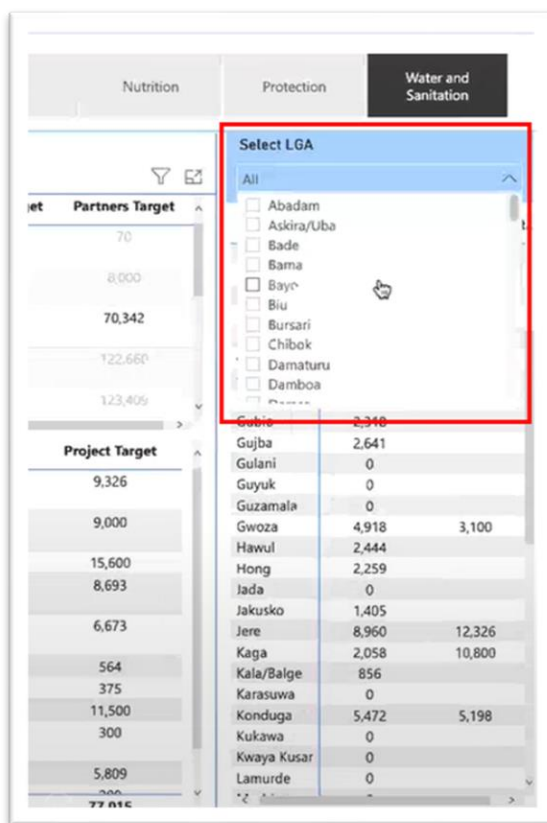 Nutrition
Protection
Water and
Sanitation
Select LGA
All
Abadam
Askira/Uba
Bade
Bama
Bayo
Biu
Bursari
Chibok
Damaturu
Damboa
et Partners Target
70
8,000
70,342
122,660
123,409
Project Target
9,326
9,000
15,600
8,693
6,673
564
375
11,500
300
5,809
77,915
Gubio 2,318
Gujba 2,641
Gulani 0
Guyuk 0
Guzamala 0
Gwoza 4,918 3,100
Hawul 2,444
Hong 2,259
Jada 0
Jakusko 1,405
Jere 8,960 12,326
Kaga 2,058 10,800
Kala/Balge 856
Karasuwa 0
Konduga 5,472 5,198
Kukawa 0
Kwaya Kusar 0
Lamurde 0